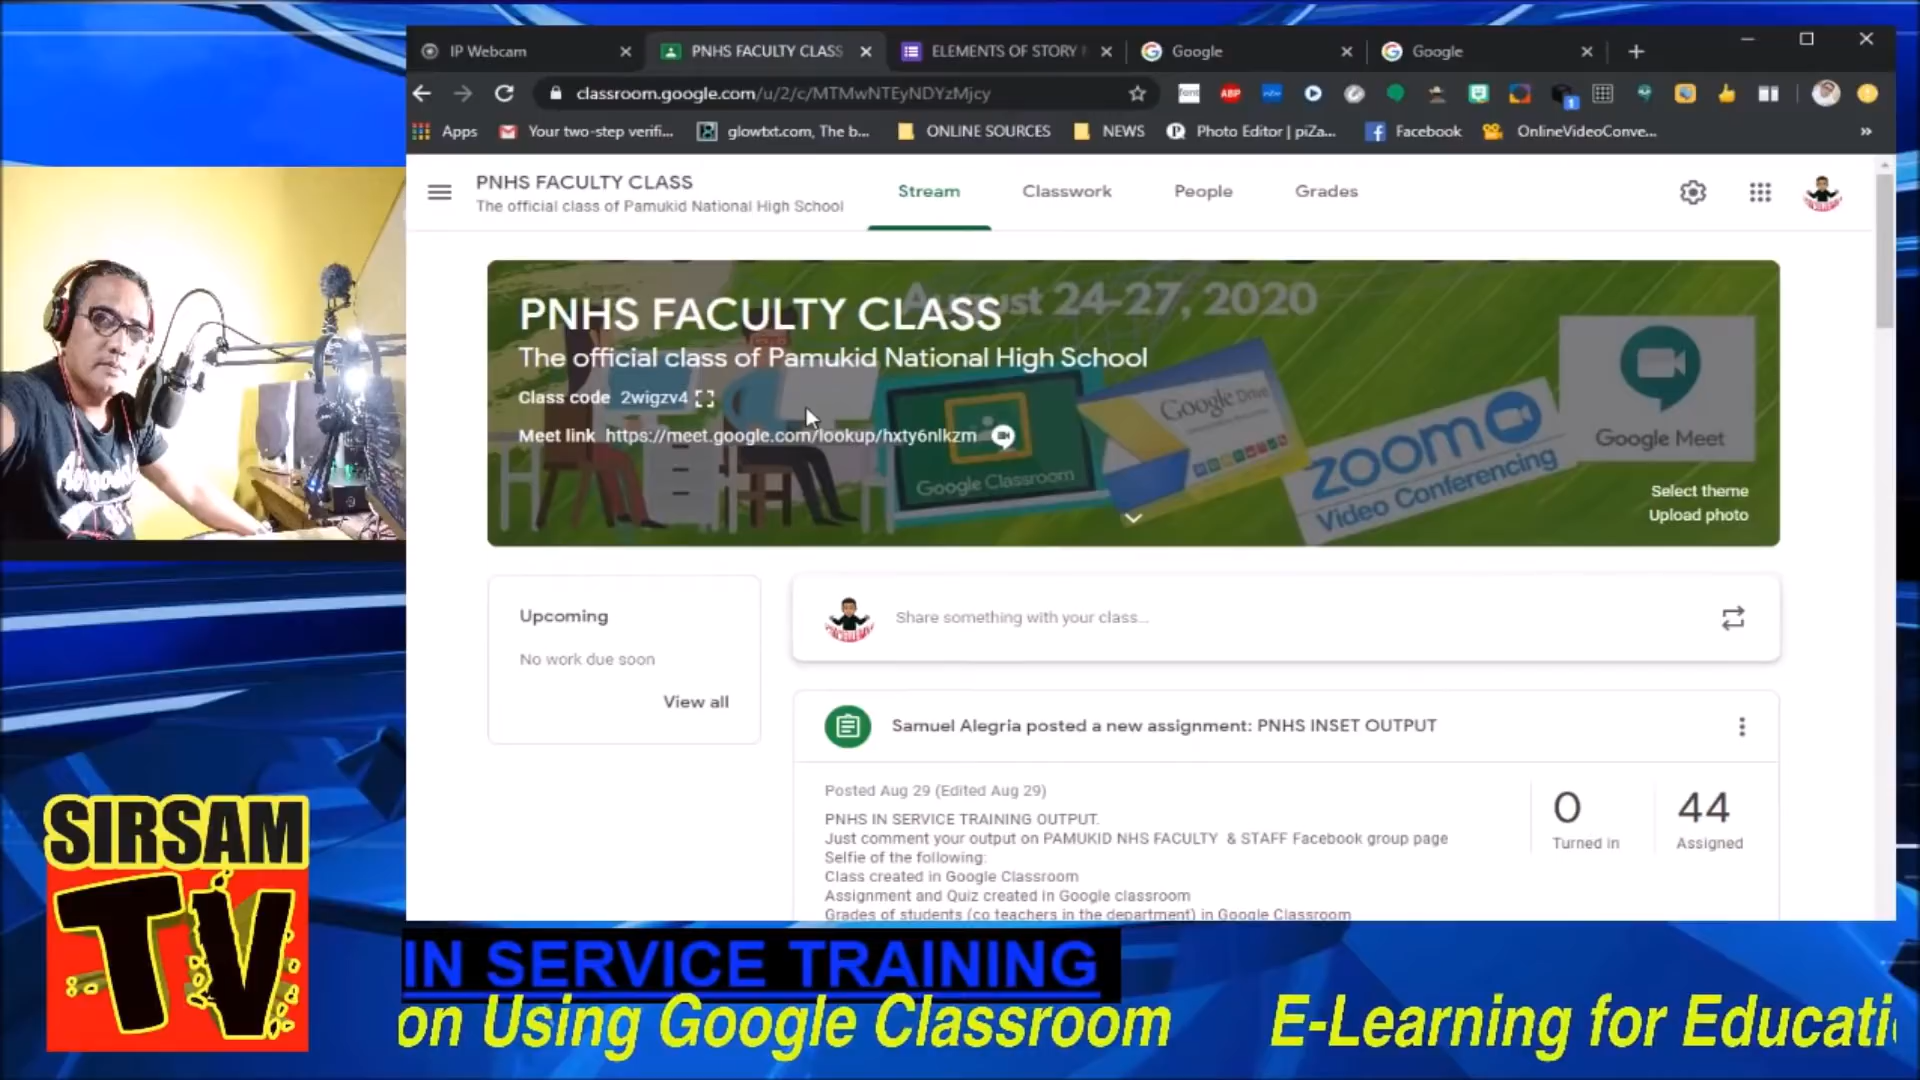 IP Webcam
PNHS FACULTY CLASS
ELEMENTS OF STORY
Google
Google
classroom.google.com/u/2/c/MTMwNTEyNDYzMjcy
ABP
1
Apps
Your two-step verifi...
glowtxt.com, The b...
ONLINE SOURCES
NEWS
Photo Editor | piZa...
Facebook
OnlineVideoConve...
PNHS FACULTY CLASS
The official class of Pamukid National High School
Stream
Classwork
People
Grades
August 24-27, 2020
PNHS FACULTY CLASS
The official class of Pamukid National High School
Class code 2wigzv4
Meet link https://meet.google.com/lookup/hxty6nlkzm
Google Classroom
Google Drive
zoom
Video Conferencing
Google Meet
Select theme
Upload photo
Upcoming
No work due soon
View all
Share something with your class...
Samuel Alegria posted a new assignment: PNHS INSET OUTPUT
Posted Aug 29 (Edited Aug 29)
PNHS IN SERVICE TRAINING OUTPUT.
Just comment your output on PAMUKID NHS FACULTY & STAFF Facebook group page
Selfie of the following:
Class created in Google Classroom
Assignment and Quiz created in Google classroom
Grades of students (co teachers in the department) in Google Classroom
0
Turned in
44
Assigned
SIRSAM
TV
IN SERVICE TRAINING
on Using Google Classroom
E-Learning for Educati